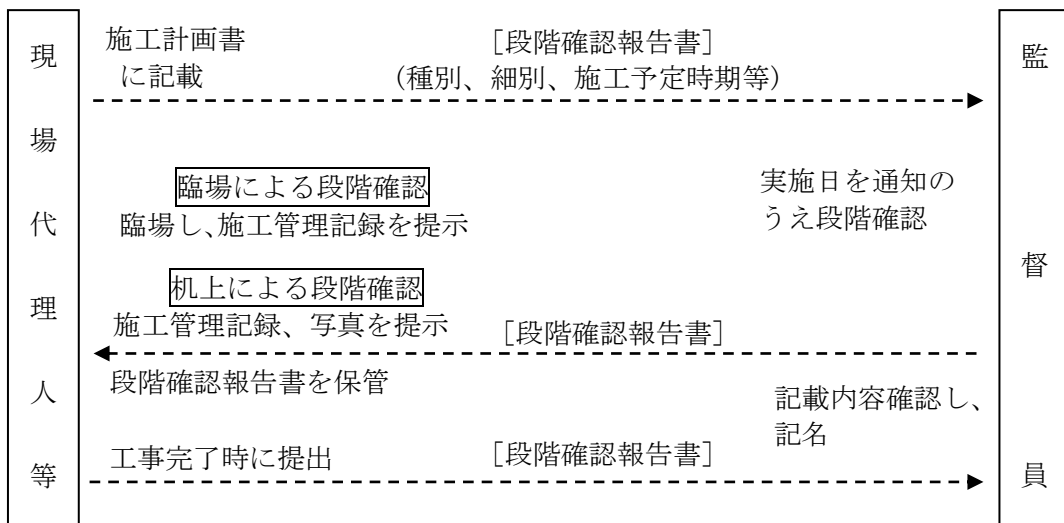 現場代理人等
施工計画書
に記載
[段階確認報告書]
(種別、細別、施工予定時期等)
臨場による段階確認
臨場し、施工管理記録を提示
実施日を通知の
うえ段階確認
机上による段階確認
施工管理記録、写真を提示
[段階確認報告書]
段階確認報告書を保管
記載内容確認し、
記名
工事完了時に提出
[段階確認報告書]
監督員